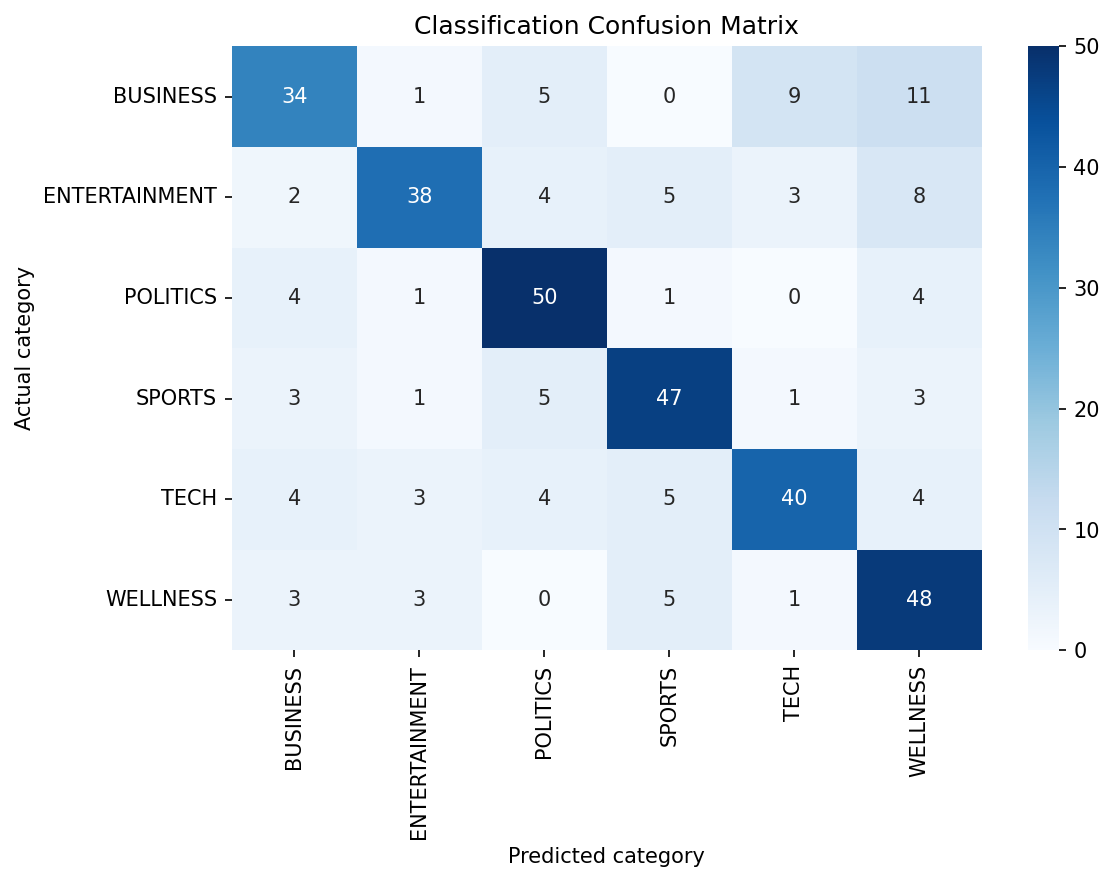 Classification Confusion Matrix
BUSINESS 34 1 5 0 9 11
ENTERTAINMENT 2 38 4 5 3 8
POLITICS 4 1 50 1 0 4
SPORTS 3 1 5 47 1 3
TECH 4 3 4 5 40 4
WELLNESS 3 3 0 5 1 48
BUSINESS ENTERTAINMENT POLITICS SPORTS TECH WELLNESS
Predicted category
Actual category
50
40
30
20
10
0